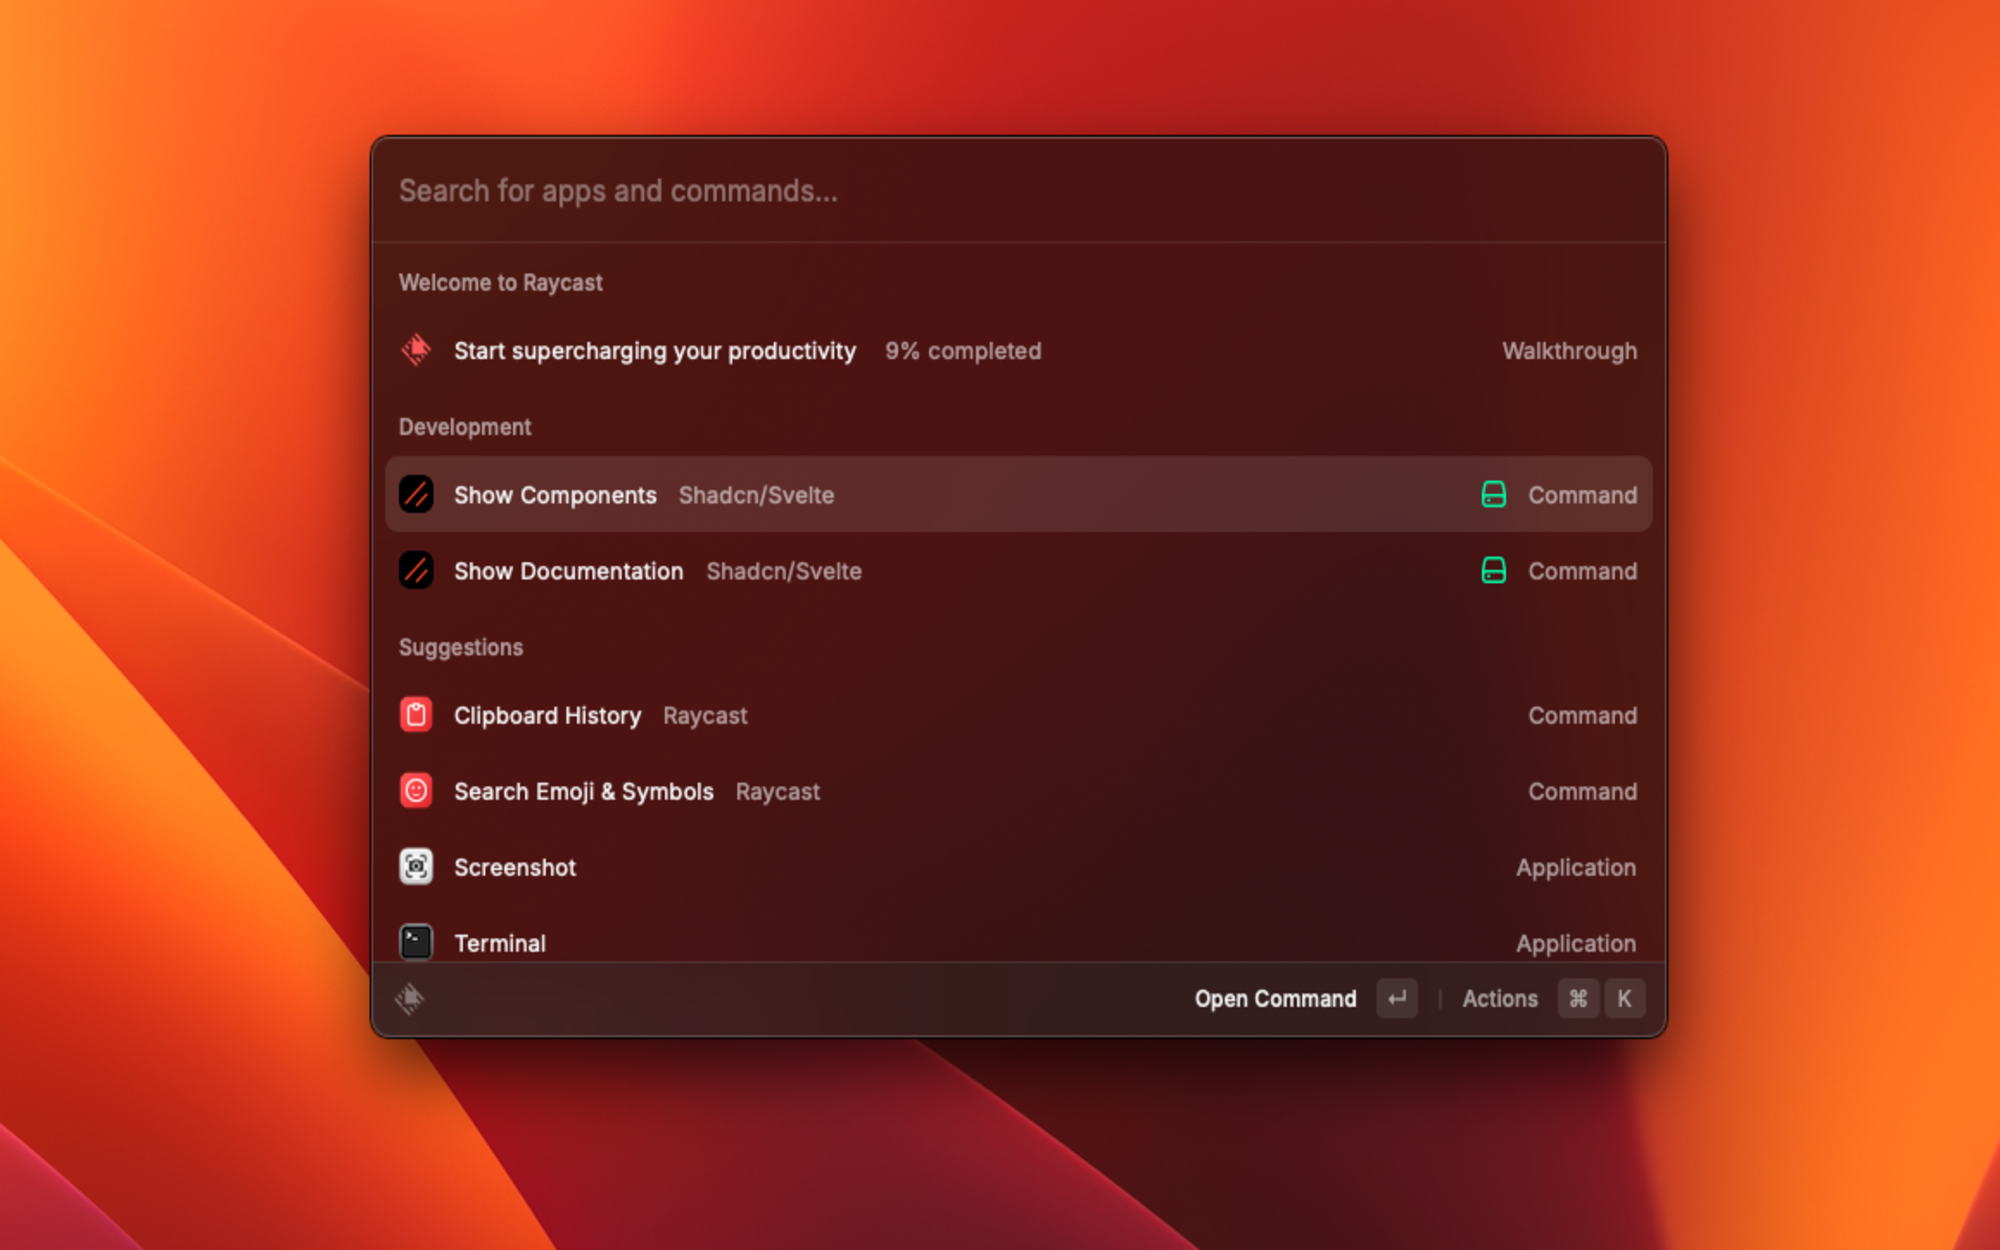 Search for apps and commands...
Welcome to Raycast
Start supercharging your productivity 9% completed Walkthrough
Development
Show Components Shadcn/Svelte Command
Show Documentation Shadcn/Svelte Command
Suggestions
Clipboard History Raycast Command
Search Emoji & Symbols Raycast Command
Screenshot Application
Terminal Application
Open Command ↵ Actions ⌘ K